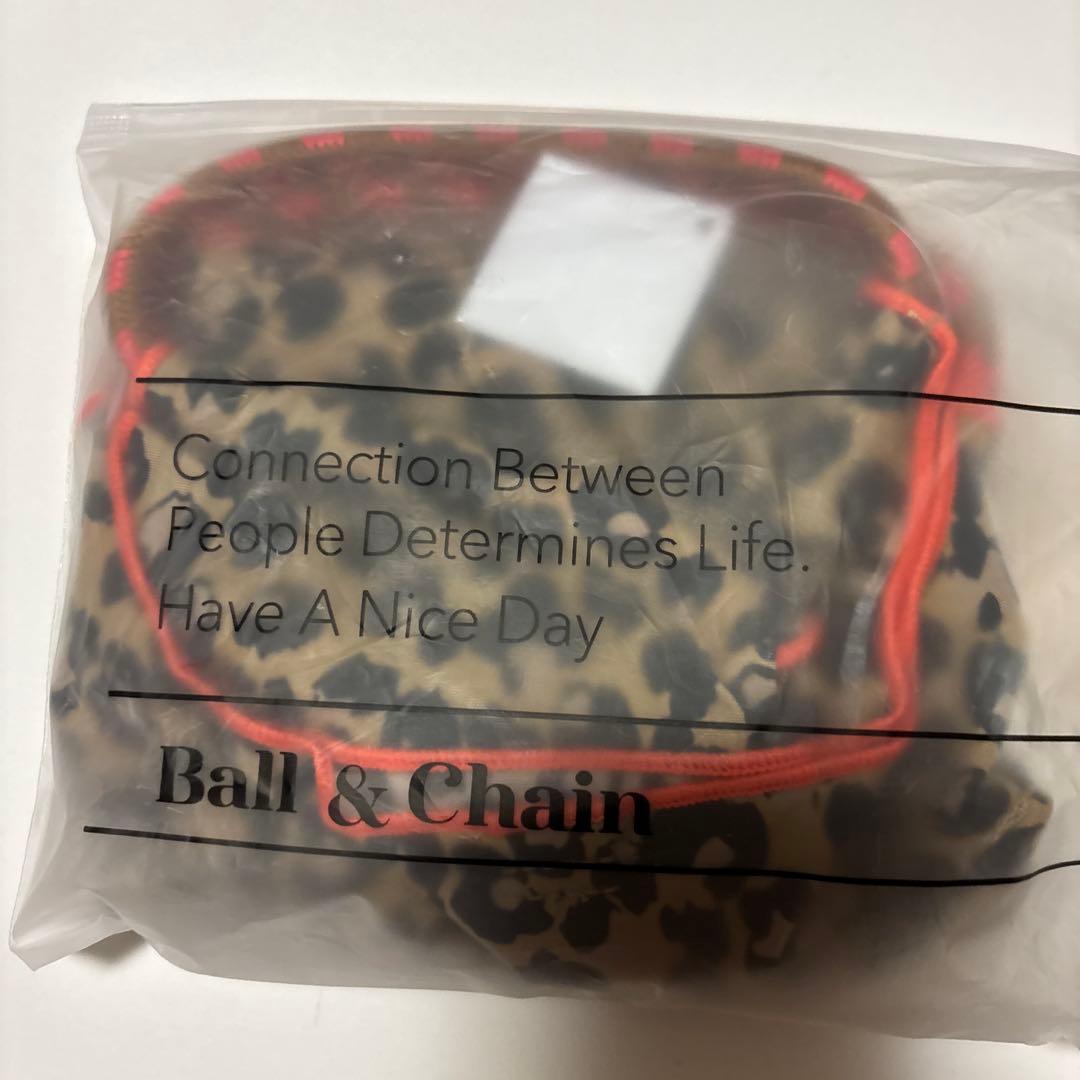 Connection Between
People Determines Life.
Have A Nice Day
Ball & Chain